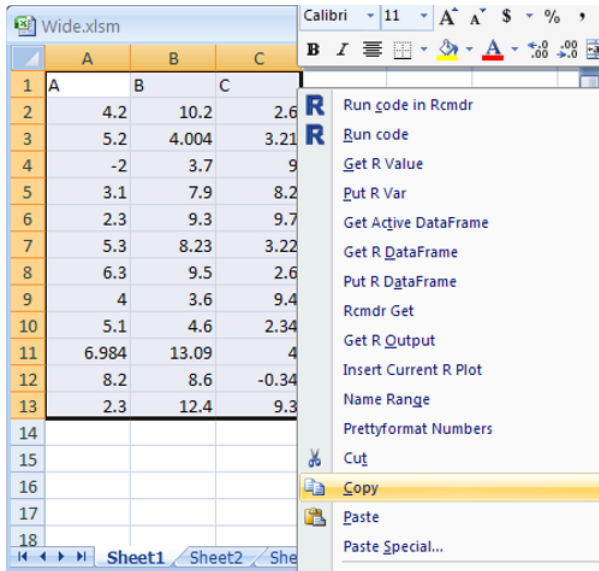 Wide.xlsm
Calibri 11 A A $ % ,
B I A .00 .00
A B C
1 A B C
2 4.2 10.2 2.6
3 5.2 4.004 3.21
4 -2 3.7 9
5 3.1 7.9 8.2
6 2.3 9.3 9.7
7 5.3 8.23 3.22
8 6.3 9.5 2.6
9 4 3.6 9.4
10 5.1 4.6 2.34
11 6.984 13.09 4
12 8.2 8.6 -0.34
13 2.3 12.4 9.3
14
15
16
17
18
Sheet1 Sheet2 She
R Run code in Rcmdr
R Run code
Get R Value
Put R Var
Get Active DataFrame
Get R DataFrame
Put R DataFrame
Rcmdr Get
Get R Output
Insert Current R Plot
Name Range
Prettyformat Numbers
Cut
Copy
Paste
Paste Special...